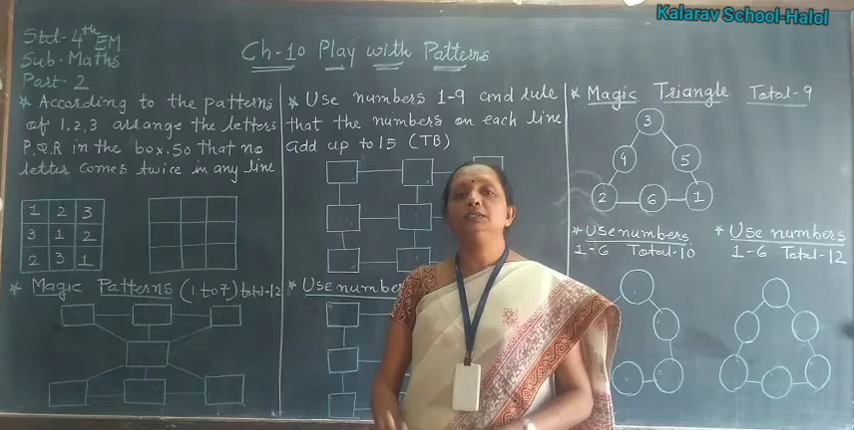 Kalarav School-Halol
Std-4th EM
Sub-Maths
Part-2
Ch-10 Play with Patterns
* According to the patterns
of 1,2,3 arrange the letters
P,Q,R in the box. So that no
letter comes twice in any line
1 2 3
3 1 2
2 3 1
* Magic Patterns (1 to 7) total-12
* Use numbers 1-9 and rule
that the numbers on each line
add up to 15 (TB)
* Use number
* Magic Triangle Total-9
3
4 5
2 6 1
* Use numbers
1-6 Total-10
* Use numbers
1-6 Total-12